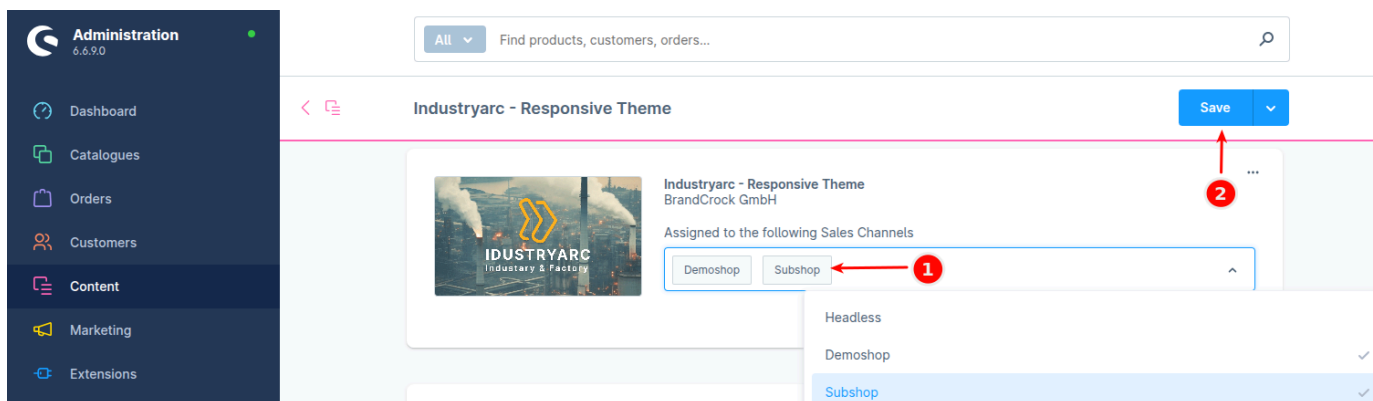 Administration
6.6.9.0
All
Find products, customers, orders...
Dashboard
Industryarc - Responsive Theme
Save
Catalogues
Orders
Customers
Content
Marketing
Extensions
2
Industryarc - Responsive Theme
BrandCrock GmbH
Assigned to the following Sales Channels
IDUSTRYARC
Industary & Factory
Demoshop
Subshop
1
Headless
Demoshop
Subshop